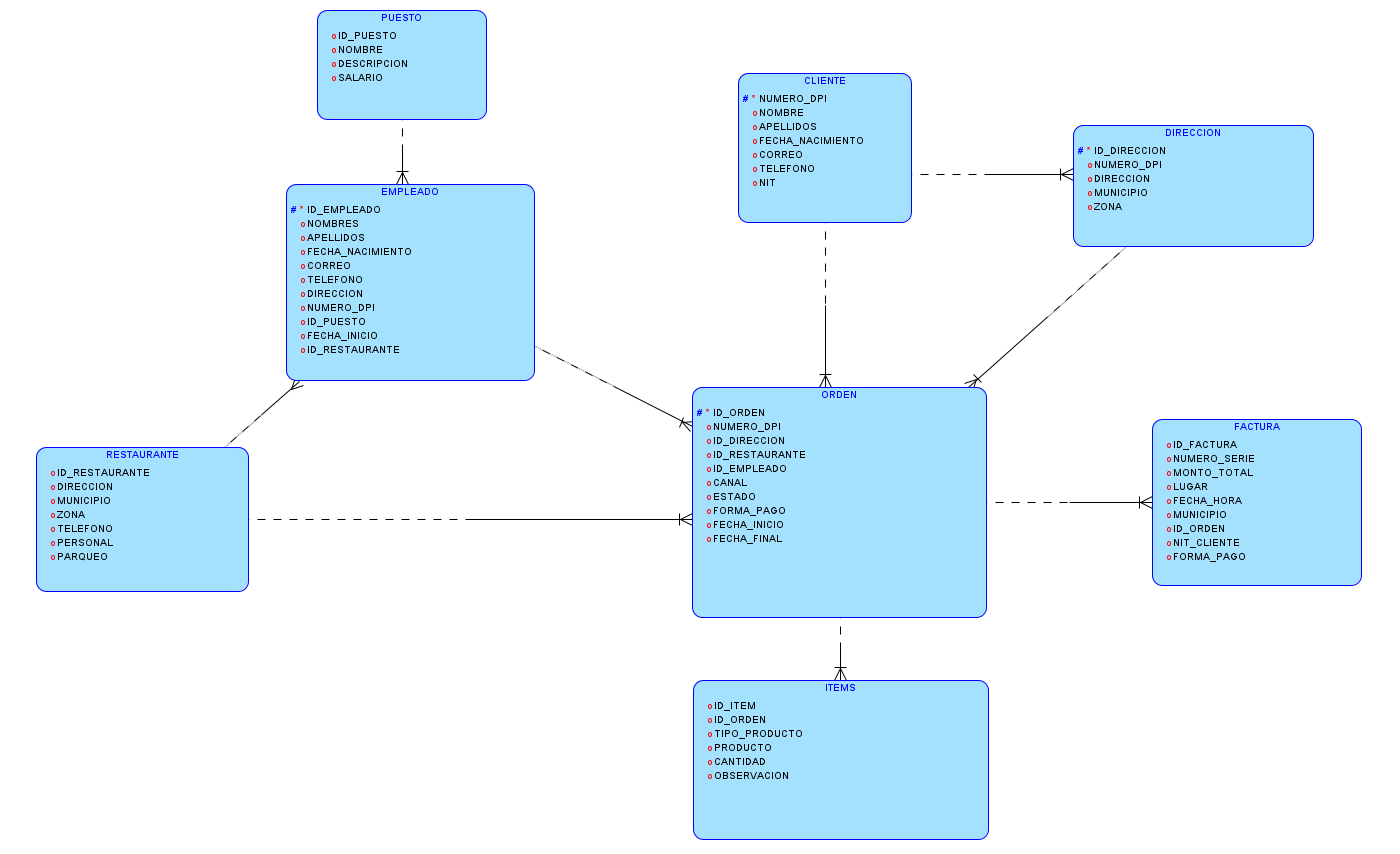 PUESTO
o ID_PUESTO
o NOMBRE
o DESCRIPCION
o SALARIO
CLIENTE
# * NUMERO_DPI
o NOMBRE
o APELLIDOS
o FECHA_NACIMIENTO
o CORREO
o TELEFONO
o NIT
DIRECCION
# * ID_DIRECCION
o NUMERO_DPI
o DIRECCION
o MUNICIPIO
o ZONA
EMPLEADO
# * ID_EMPLEADO
o NOMBRES
o APELLIDOS
o FECHA_NACIMIENTO
o CORREO
o TELEFONO
o DIRECCION
o NUMERO_DPI
o ID_PUESTO
o FECHA_INICIO
o ID_RESTAURANTE
ORDEN
# * ID_ORDEN
o NUMERO_DPI
o ID_DIRECCION
o ID_RESTAURANTE
o ID_EMPLEADO
o CANAL
o ESTADO
o FORMA_PAGO
o FECHA_INICIO
o FECHA_FINAL
FACTURA
o ID_FACTURA
o NUMERO_SERIE
o MONTO_TOTAL
o LUGAR
o FECHA_HORA
o MUNICIPIO
o ID_ORDEN
o NIT_CLIENTE
o FORMA_PAGO
RESTAURANTE
o ID_RESTAURANTE
o DIRECCION
o MUNICIPIO
o ZONA
o TELEFONO
o PERSONAL
o PARQUEO
ITEMS
o ID_ITEM
o ID_ORDEN
o TIPO_PRODUCTO
o PRODUCTO
o CANTIDAD
o OBSERVACION